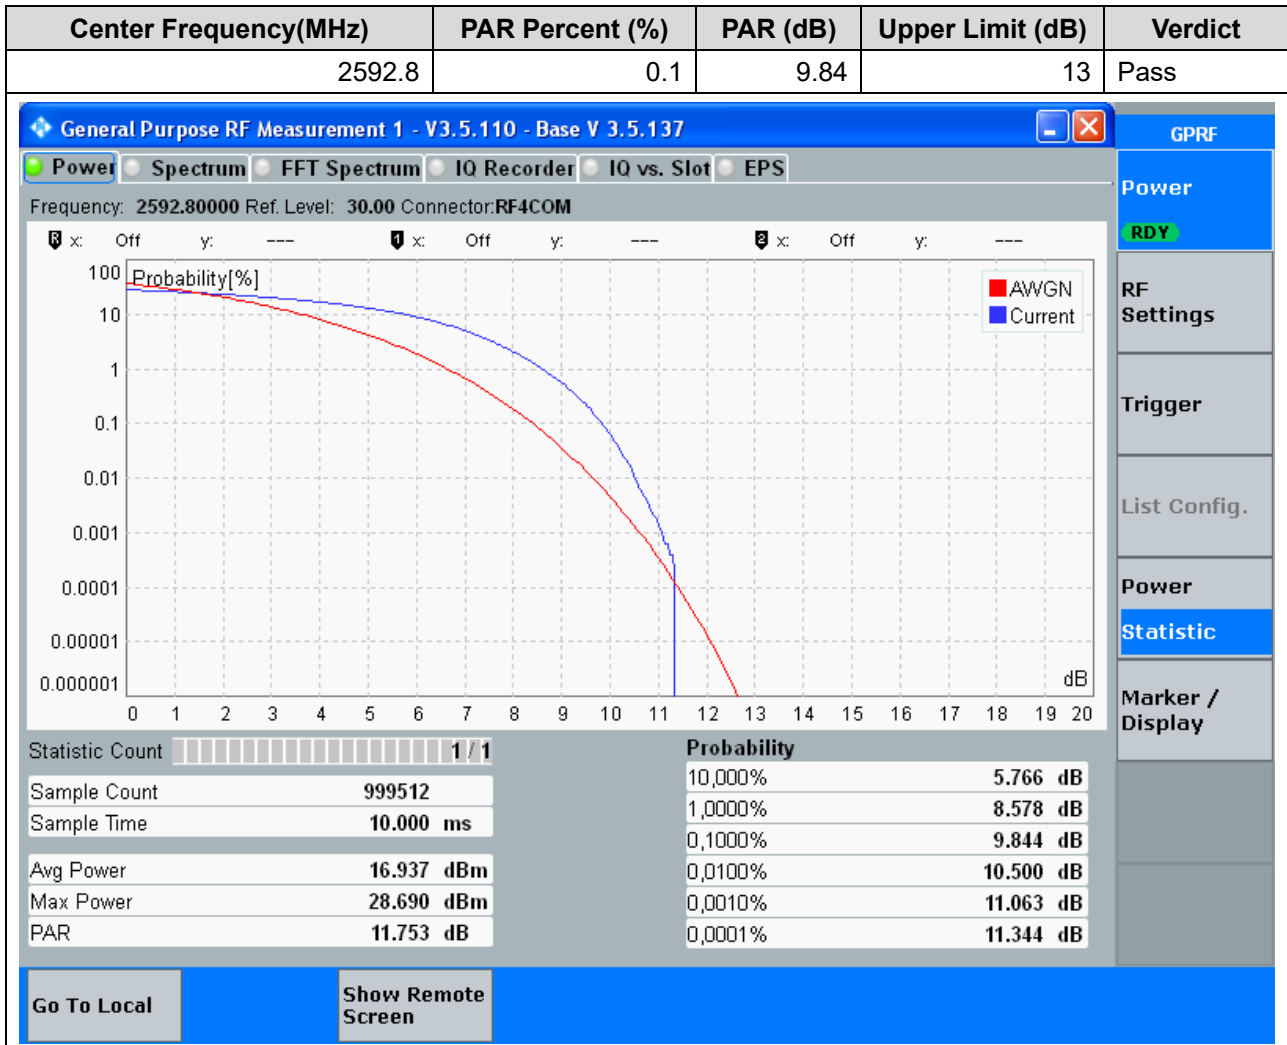 Center Frequency(MHz) PAR Percent (%) PAR (dB) Upper Limit (dB) Verdict
2592.8 0.1 9.84 13 Pass
General Purpose RF Measurement 1 - V3.5.110 - Base V 3.5.137
GPRF
Power Spectrum FFT Spectrum IQ Recorder IQ vs. Slot EPS
Power
RDY
Frequency: 2592.80000 Ref. Level: 30.00 Connector:RF4COM
R x: Off y: --- 1 x: Off y: --- 2 x: Off y: ---
Probability[%]
AWGN
Current
100
10
1
0.1
0.01
0.001
0.0001
0.00001
0.000001
dB
0 1 2 3 4 5 6 7 8 9 10 11 12 13 14 15 16 17 18 19 20
RF
Settings
Trigger
List Config.
Power
Statistic
Marker /
Display
Statistic Count 1 / 1
Sample Count 999512
Sample Time 10.000 ms
Avg Power 16.937 dBm
Max Power 28.690 dBm
PAR 11.753 dB
Probability
10,000% 5.766 dB
1,0000% 8.578 dB
0,1000% 9.844 dB
0,0100% 10.500 dB
0,0010% 11.063 dB
0,0001% 11.344 dB
Go To Local
Show Remote
Screen